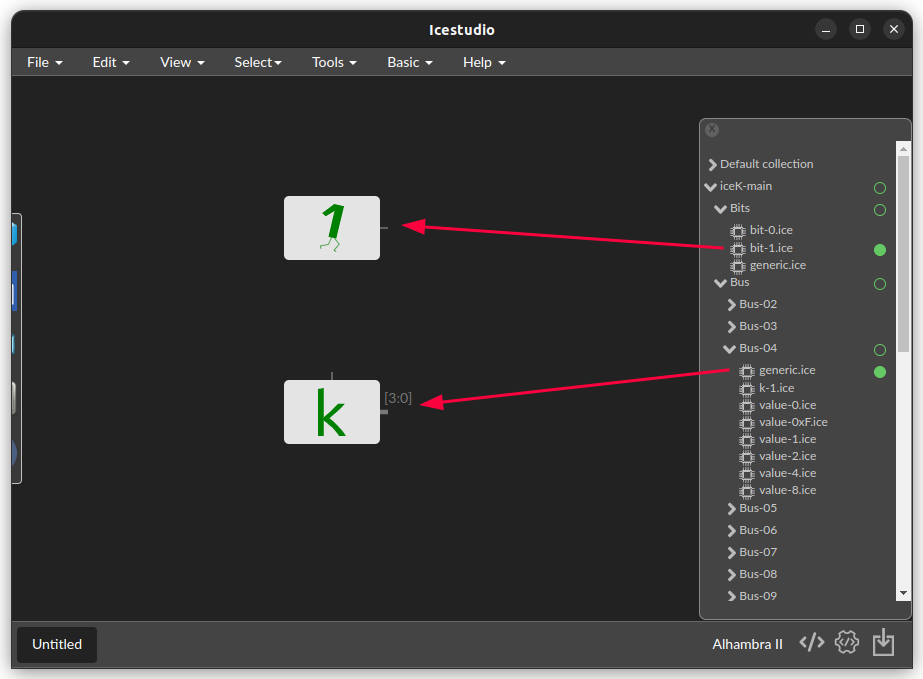 Icestudio
File Edit View Select Tools Basic Help
Default collection
iceK-main
Bits
bit-0.ice
bit-1.ice
generic.ice
Bus
Bus-02
Bus-03
Bus-04
generic.ice
k-1.ice
value-0.ice
value-0xF.ice
value-1.ice
value-2.ice
value-4.ice
value-8.ice
Bus-05
Bus-06
Bus-07
Bus-08
Bus-09
1
k
[3:0]
Untitled
Alhambra II